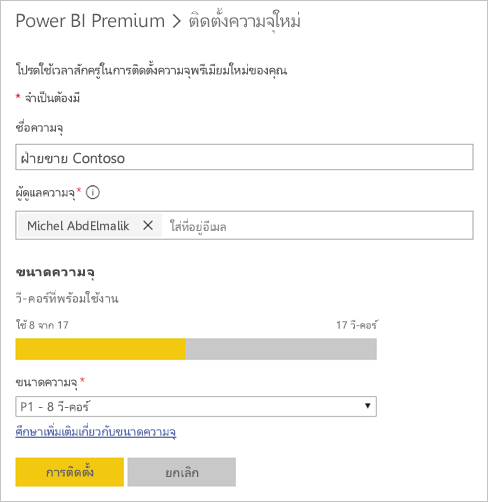 Power BI Premium > ติดตั้งความจุใหม่
โปรดใช้เวลาสักครู่ในการติดตั้งความจุพรีเมียมใหม่ของคุณ
* จำเป็นต้องมี
ชื่อความจุ
ฝ่ายขาย Contoso
ผู้ดูแลความจุ*
Michel AbdElmalik ใส่ที่อยู่อีเมล
ขนาดความจุ
วี-คอร์ที่พร้อมใช้งาน
ใช้ 8 จาก 17 17 วี-คอร์
ขนาดความจุ*
P1 - 8 วี-คอร์
ศึกษาเพิ่มเติมเกี่ยวกับขนาดความจุ
การติดตั้ง ยกเลิก